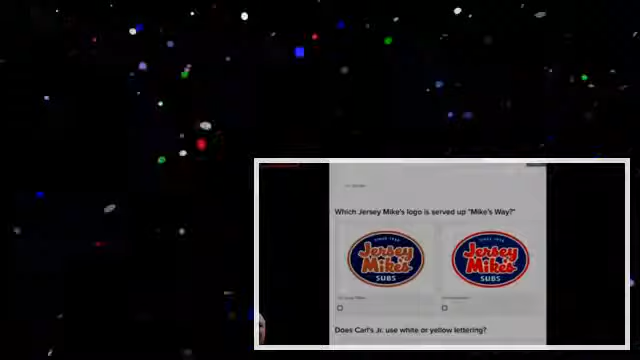 Which Jersey Mike's logo is served up "Mike's Way?"
SINCE 1956
Jersey
Mike's
SUBS
SINCE 1956
Jersey
Mike's
SUBS
Does Carl's Jr. use white or yellow lettering?